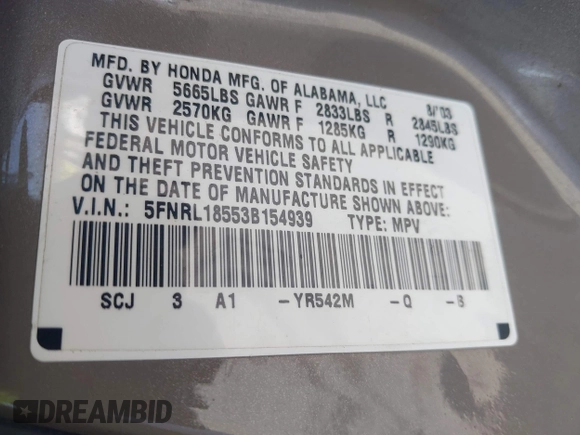 MFD. BY HONDA MFG. OF ALABAMA, LLC 8/'03
GVWR 5665LBS GAWR F 2833LBS R 2845LBS
GVWR 2570KG GAWR F 1285KG R 1290KG
THIS VEHICLE CONFORMS TO ALL APPLICABLE
FEDERAL MOTOR VEHICLE SAFETY
AND THEFT PREVENTION STANDARDS IN EFFECT
ON THE DATE OF MANUFACTURE SHOWN ABOVE:
V.I.N.: 5FNRL18553B154939 TYPE: MPV
SCJ 3 A1 -YR542M -Q -B
DREAMBID